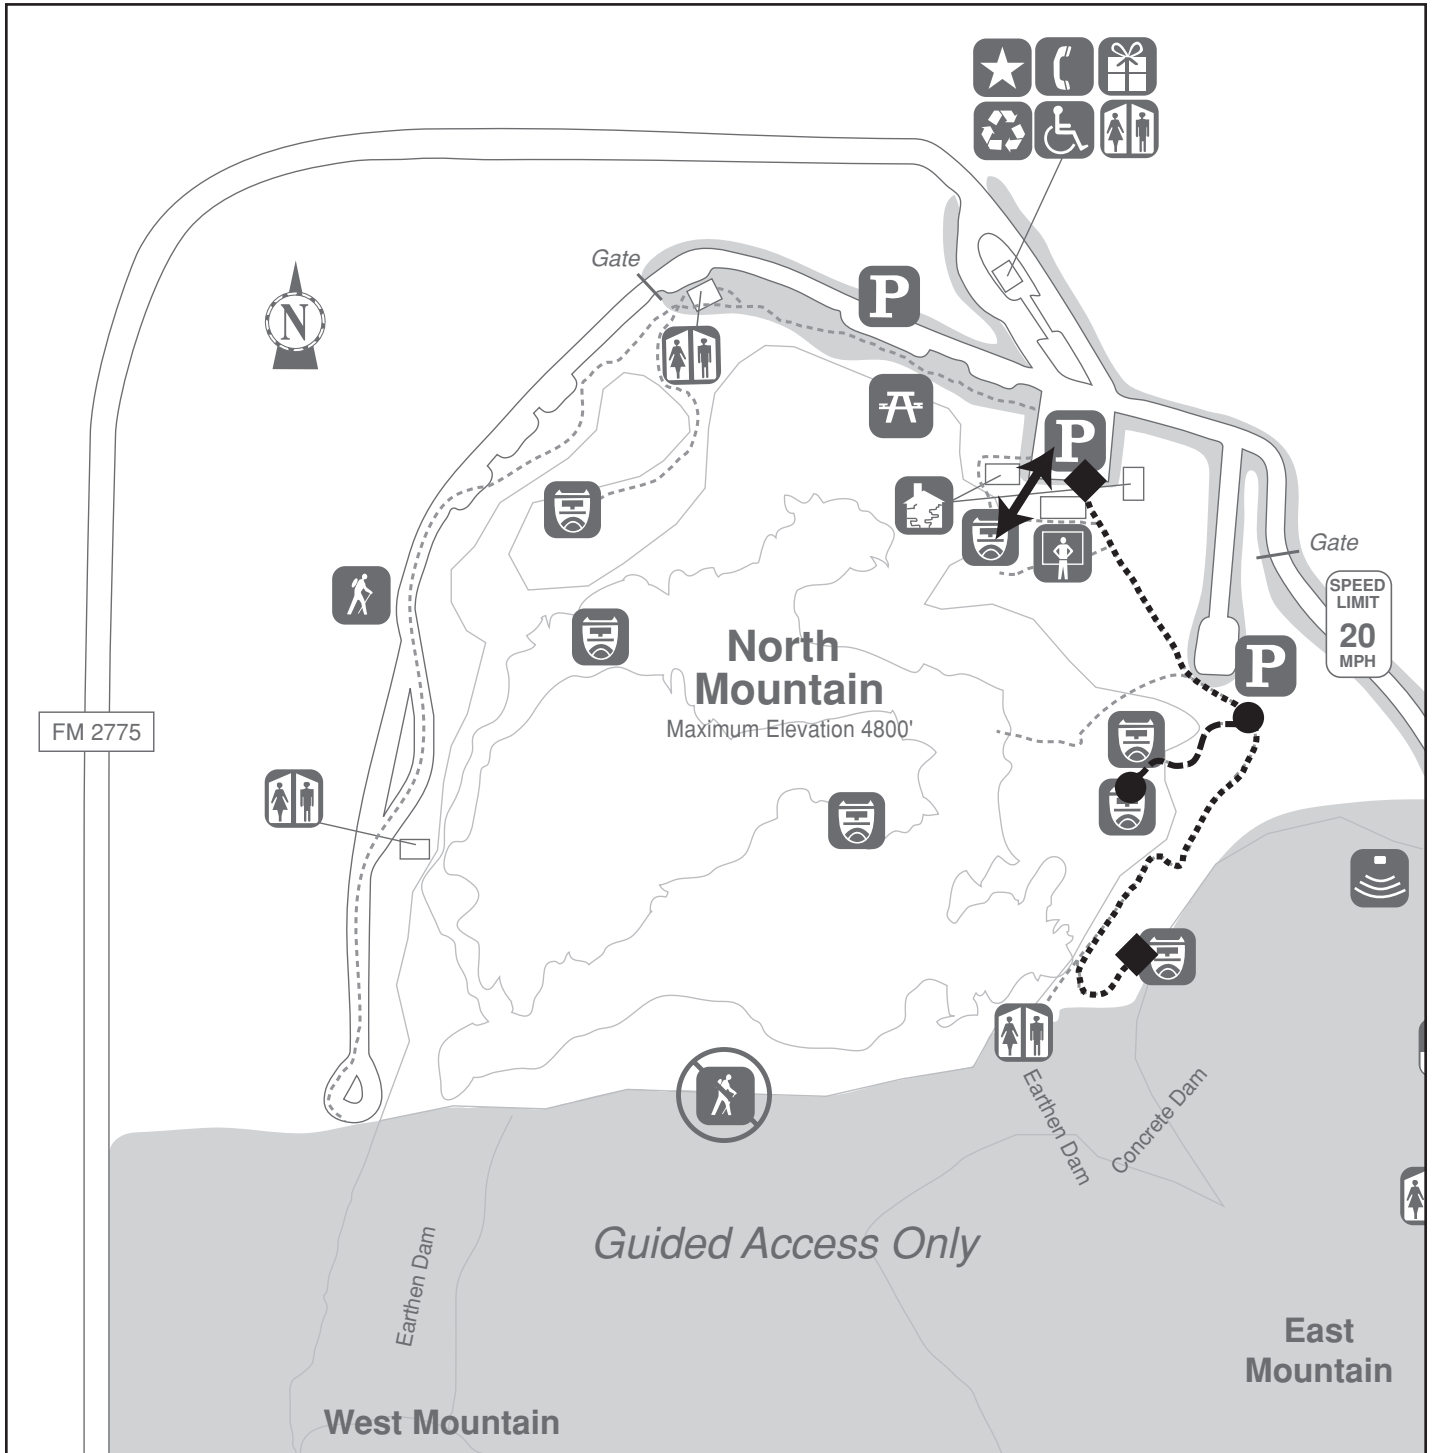 Gate
N
P
P
Gate
SPEED
LIMIT
20
MPH
P
North
Mountain
Maximum Elevation 4800'
FM 2775
Earthen Dam
Concrete Dam
Guided Access Only
Earthen Dam
East
Mountain
West Mountain